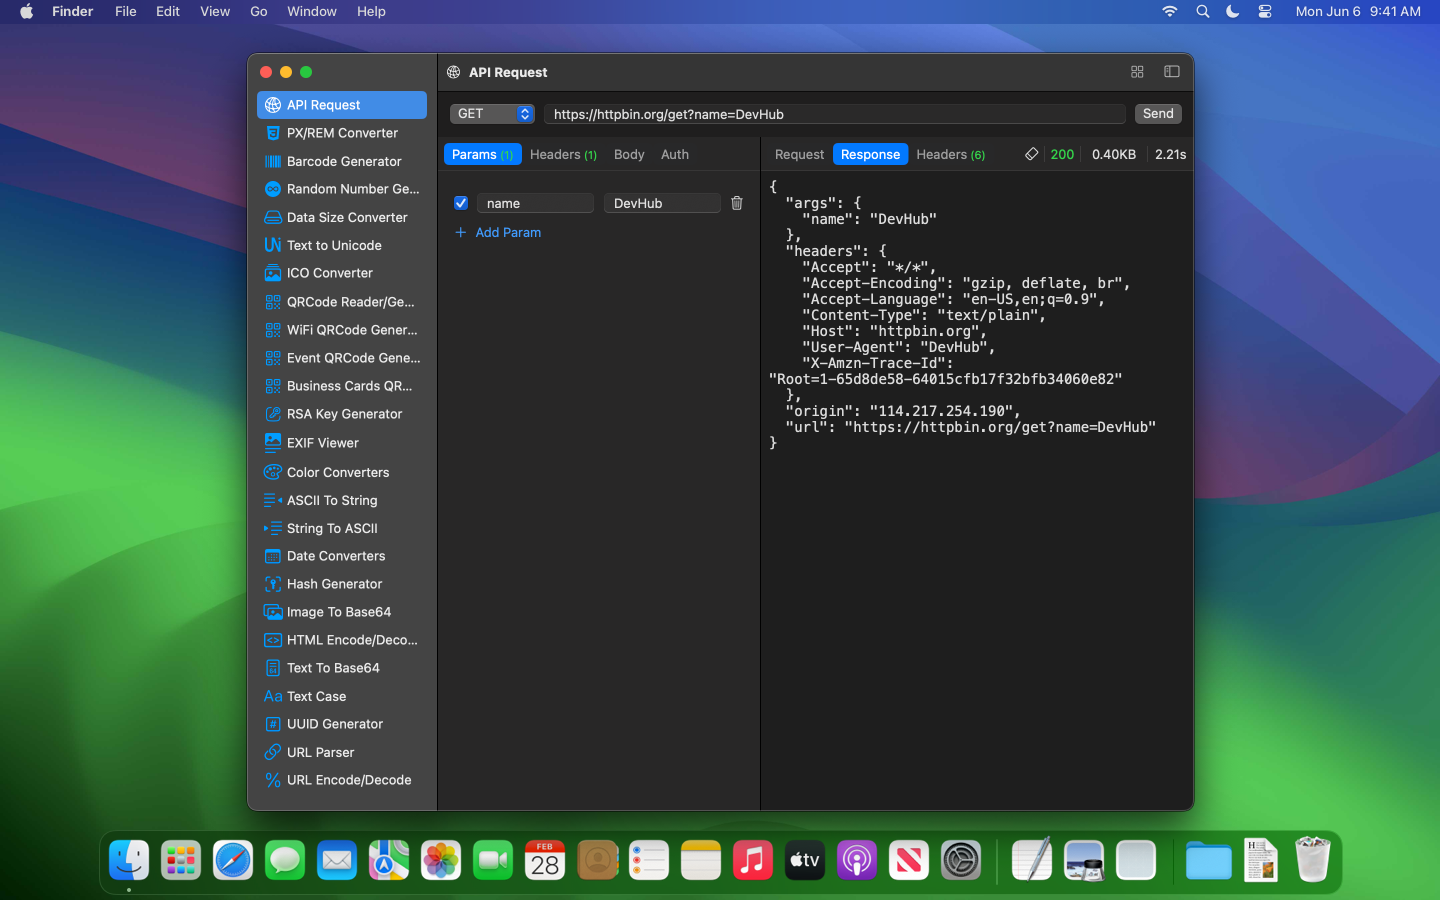 Finder File Edit View Go Window Help Mon Jun 6 9:41 AM
API Request
GET https://httpbin.org/get?name=DevHub Send
Params (1) Headers (1) Body Auth
Request Response Headers (6) 200 0.40KB 2.21s
name DevHub
Add Param
{
"args": {
"name": "DevHub"
},
"headers": {
"Accept": "*/*",
"Accept-Encoding": "gzip, deflate, br",
"Accept-Language": "en-US,en;q=0.9",
"Content-Type": "text/plain",
"Host": "httpbin.org",
"User-Agent": "DevHub",
"X-Amzn-Trace-Id":
"Root=1-65d8de58-64015cfb17f32bfb34060e82"
},
"origin": "114.217.254.190",
"url": "https://httpbin.org/get?name=DevHub"
}
API Request
PX/REM Converter
Barcode Generator
Random Number Ge...
Data Size Converter
Text to Unicode
ICO Converter
QRCode Reader/Ge...
WiFi QRCode Gener...
Event QRCode Gene...
Business Cards QR...
RSA Key Generator
EXIF Viewer
Color Converters
ASCII To String
String To ASCII
Date Converters
Hash Generator
Image To Base64
HTML Encode/Deco...
Text To Base64
Aa Text Case
UUID Generator
URL Parser
URL Encode/Decode
FEB
28
tv